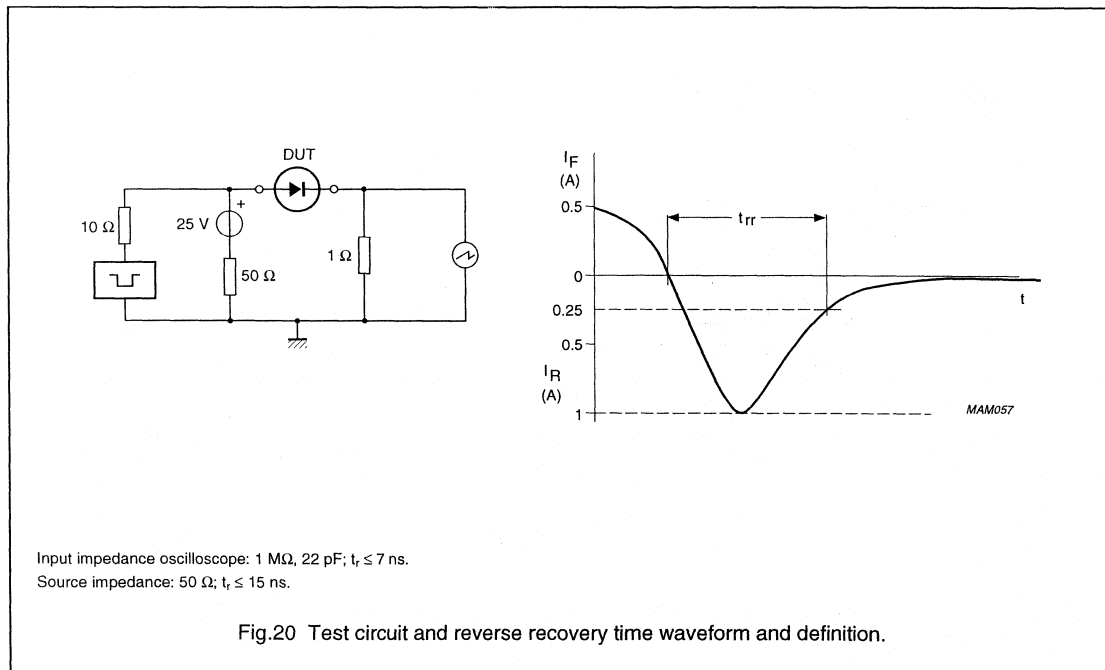 DUT
10 Ω
25 V
+
50 Ω
1 Ω
I_F
(A)
0.5
t_rr
0
t
0.25
0.5
I_R
(A)
1
MAM057
Input impedance oscilloscope: 1 MΩ, 22 pF; t_r ≤ 7 ns.
Source impedance: 50 Ω; t_r ≤ 15 ns.
Fig.20 Test circuit and reverse recovery time waveform and definition.